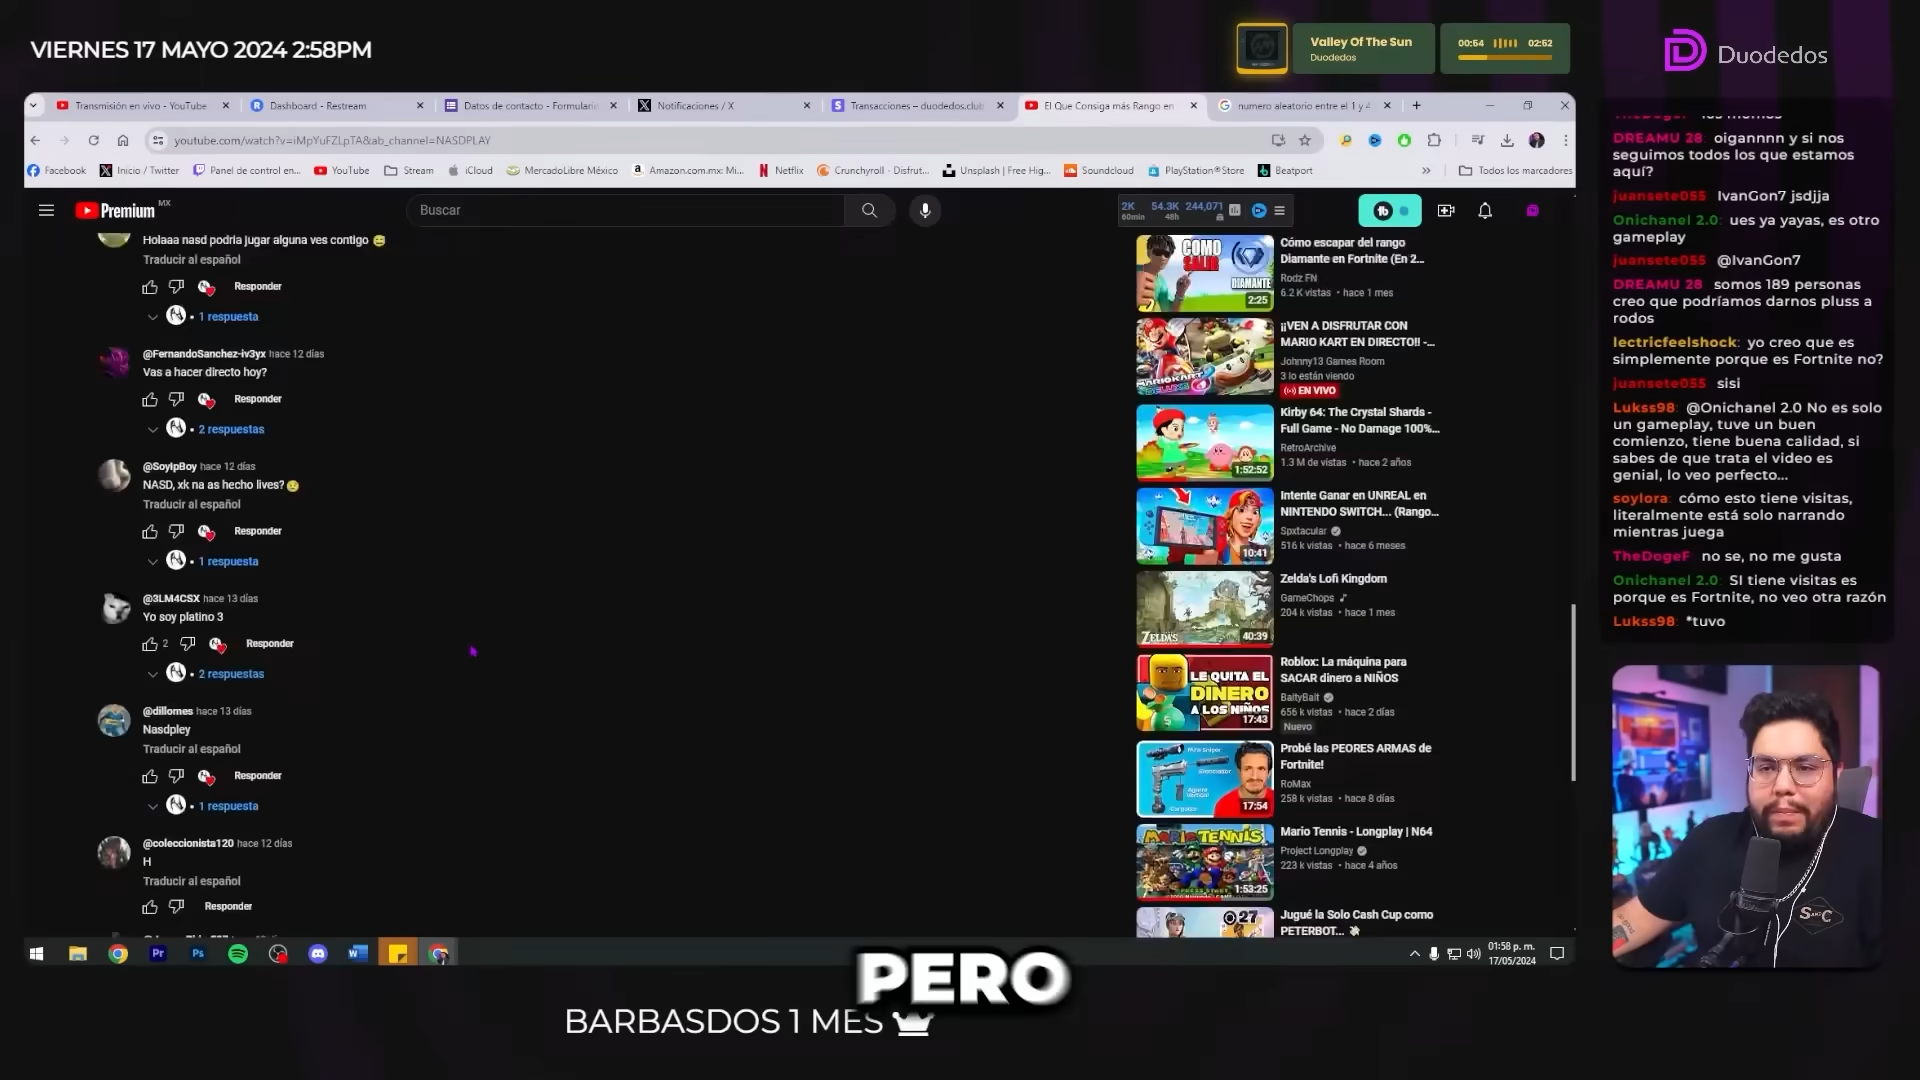 VIERNES 17 MAYO 2024 2:58PM
Valley Of The Sun
Duodedos
00:54
02:52
Duodedos
Transmisión en vivo - YouTube
Dashboard - Restream
Datos de contacto - Formulario
Notificaciones / X
Transacciones – duodedos.club
El Que Consiga más Rango en
numero aleatorio entre el 1 y 4
youtube.com/watch?v=iMpYuFZLpTA&ab_channel=NASDPLAY
Facebook
Inicio / Twitter
Panel de control en...
YouTube
Stream
iCloud
MercadoLibre México
Amazon.com.mx: Mi...
Netflix
Crunchyroll - Disfrut...
Unsplash | Free Hig...
Soundcloud
PlayStation®Store
Beatport
Todos los marcadores
Premium MX
Buscar
2K 54.3K 244,071
60min 48h
Holaaa nasd podria jugar alguna ves contigo 😅
Traducir al español
Responder
1 respuesta
@FernandoSanchez-iv3yx hace 12 días
Vas a hacer directo hoy?
Responder
2 respuestas
@SoyIpBoy hace 12 días
NASD, xk na as hecho lives?😢
Traducir al español
Responder
1 respuesta
@3LM4CSX hace 13 días
Yo soy platino 3
2 Responder
2 respuestas
@dillomes hace 13 días
Nasdpley
Traducir al español
Responder
1 respuesta
@coleccionista120 hace 12 días
H
Traducir al español
Responder
COMO
SALIR
DIAMANTE
2:25
Cómo escapar del rango
Diamante en Fortnite (En 2...
Rodz FN
6.2 K vistas • hace 1 mes
¡¡VEN A DISFRUTAR CON
MARIO KART EN DIRECTO!! -...
Johnny13 Games Room
3 lo están viendo
EN VIVO
1:52:52
Kirby 64: The Crystal Shards -
Full Game - No Damage 100%...
RetroArchive
1.3 M de vistas • hace 2 años
10:41
Intente Ganar en UNREAL en
NINTENDO SWITCH... (Rango...
Spxtacular
516 k vistas • hace 6 meses
ZELDA'S
40:39
Zelda's Lofi Kingdom
GameChops
204 k vistas • hace 1 mes
LE QUITA EL
DINERO
A LOS NIÑOS
17:43
Roblox: La máquina para
SACAR dinero a NIÑOS
BaityBait
656 k vistas • hace 2 días
Nuevo
17:54
Probé las PEORES ARMAS de
Fortnite!
RoMax
258 k vistas • hace 8 días
MARIO TENNIS
1:53:25
Mario Tennis - Longplay | N64
Project Longplay
223 k vistas • hace 4 años
27
Jugué la Solo Cash Cup como
PETERBOT...
01:58 p. m.
17/05/2024
DREAMU 28 oigannnn y si nos
seguimos todos los que estamos
aquí?
juansete055 IvanGon7 jsdjja
Onichanel 2.0: ues ya yayas, es otro
gameplay
juansete055 @IvanGon7
DREAMU 28 somos 189 personas
creo que podríamos darnos pluss a
rodos
lectricfeelshock: yo creo que es
simplemente porque es Fortnite no?
juansete055 sisi
Lukss98: @Onichanel 2.0 No es solo
un gameplay, tuve un buen
comienzo, tiene buena calidad, si
sabes de que trata el video es
genial, lo veo perfecto...
soylora: cómo esto tiene visitas,
literalmente está solo narrando
mientras juega
TheDogeF no se, no me gusta
Onichanel 2.0: SI tiene visitas es
porque es Fortnite, no veo otra razón
Lukss98: *tuvo
PERO
BARBASDOS 1 MES